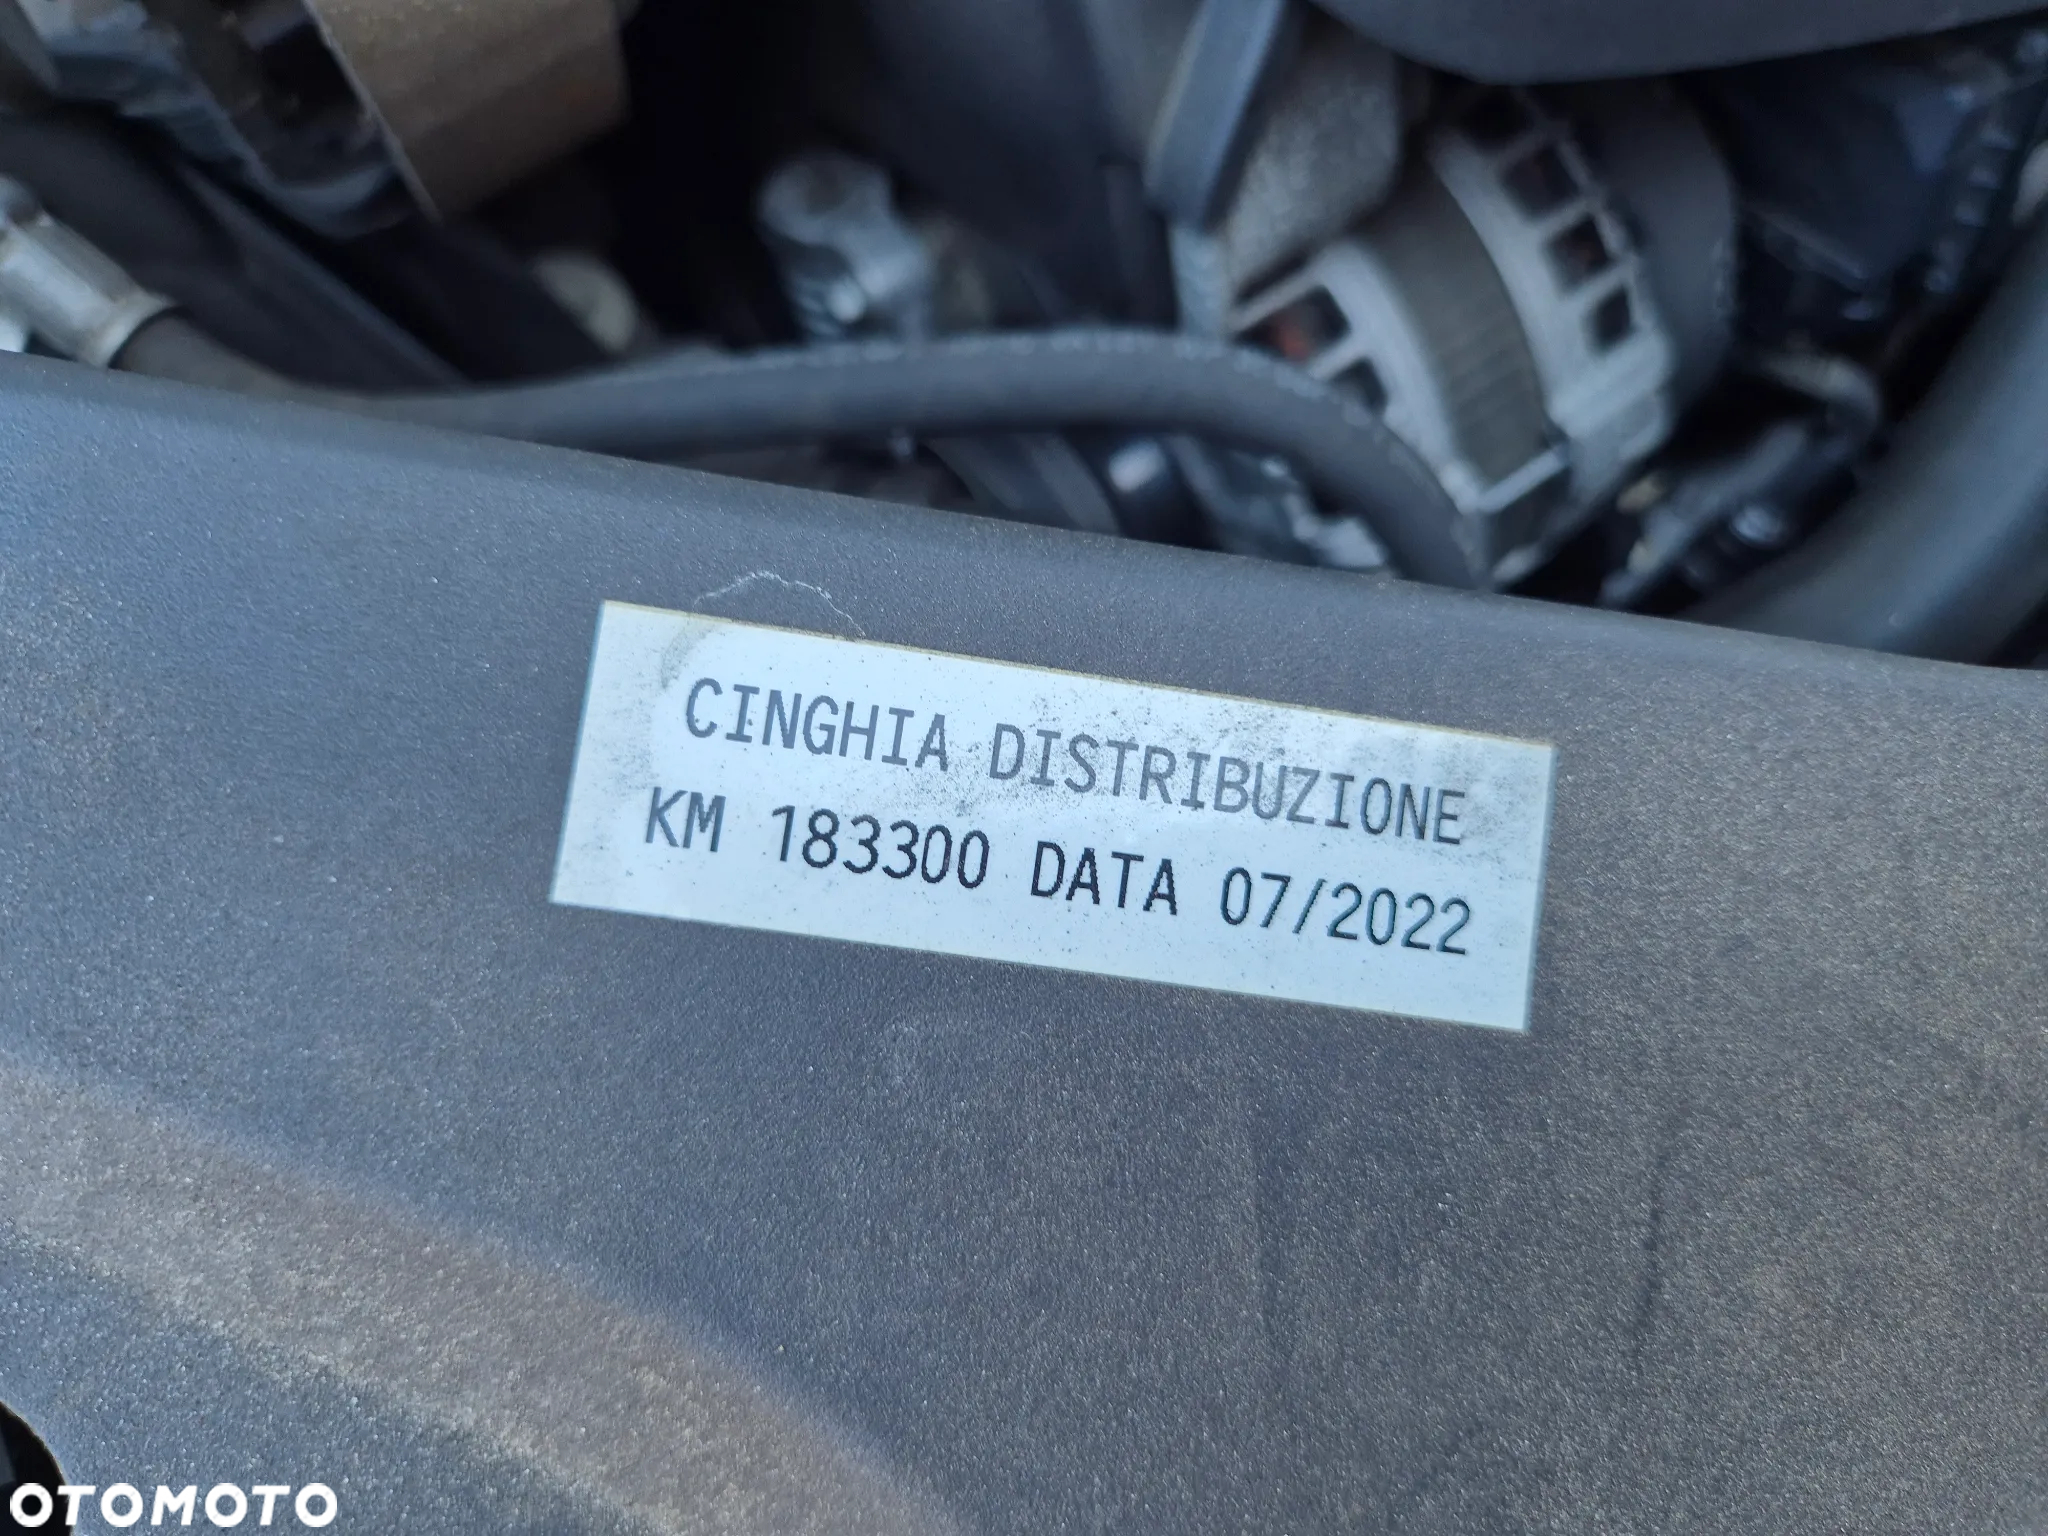 CINGHIA DISTRIBUZIONE
KM 183300 DATA 07/2022
OTOMOTO